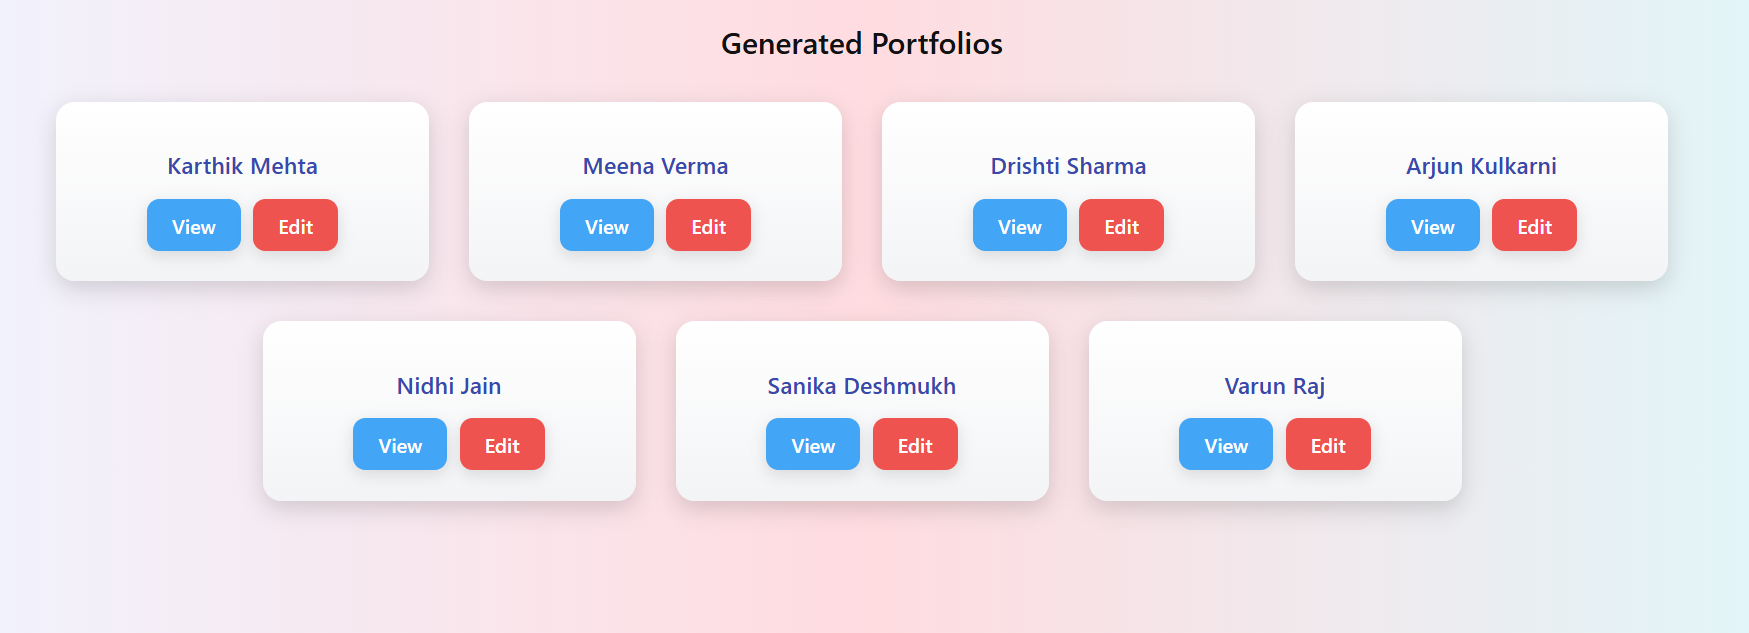 Generated Portfolios
Karthik Mehta
View Edit
Meena Verma
View Edit
Drishti Sharma
View Edit
Arjun Kulkarni
View Edit
Nidhi Jain
View Edit
Sanika Deshmukh
View Edit
Varun Raj
View Edit